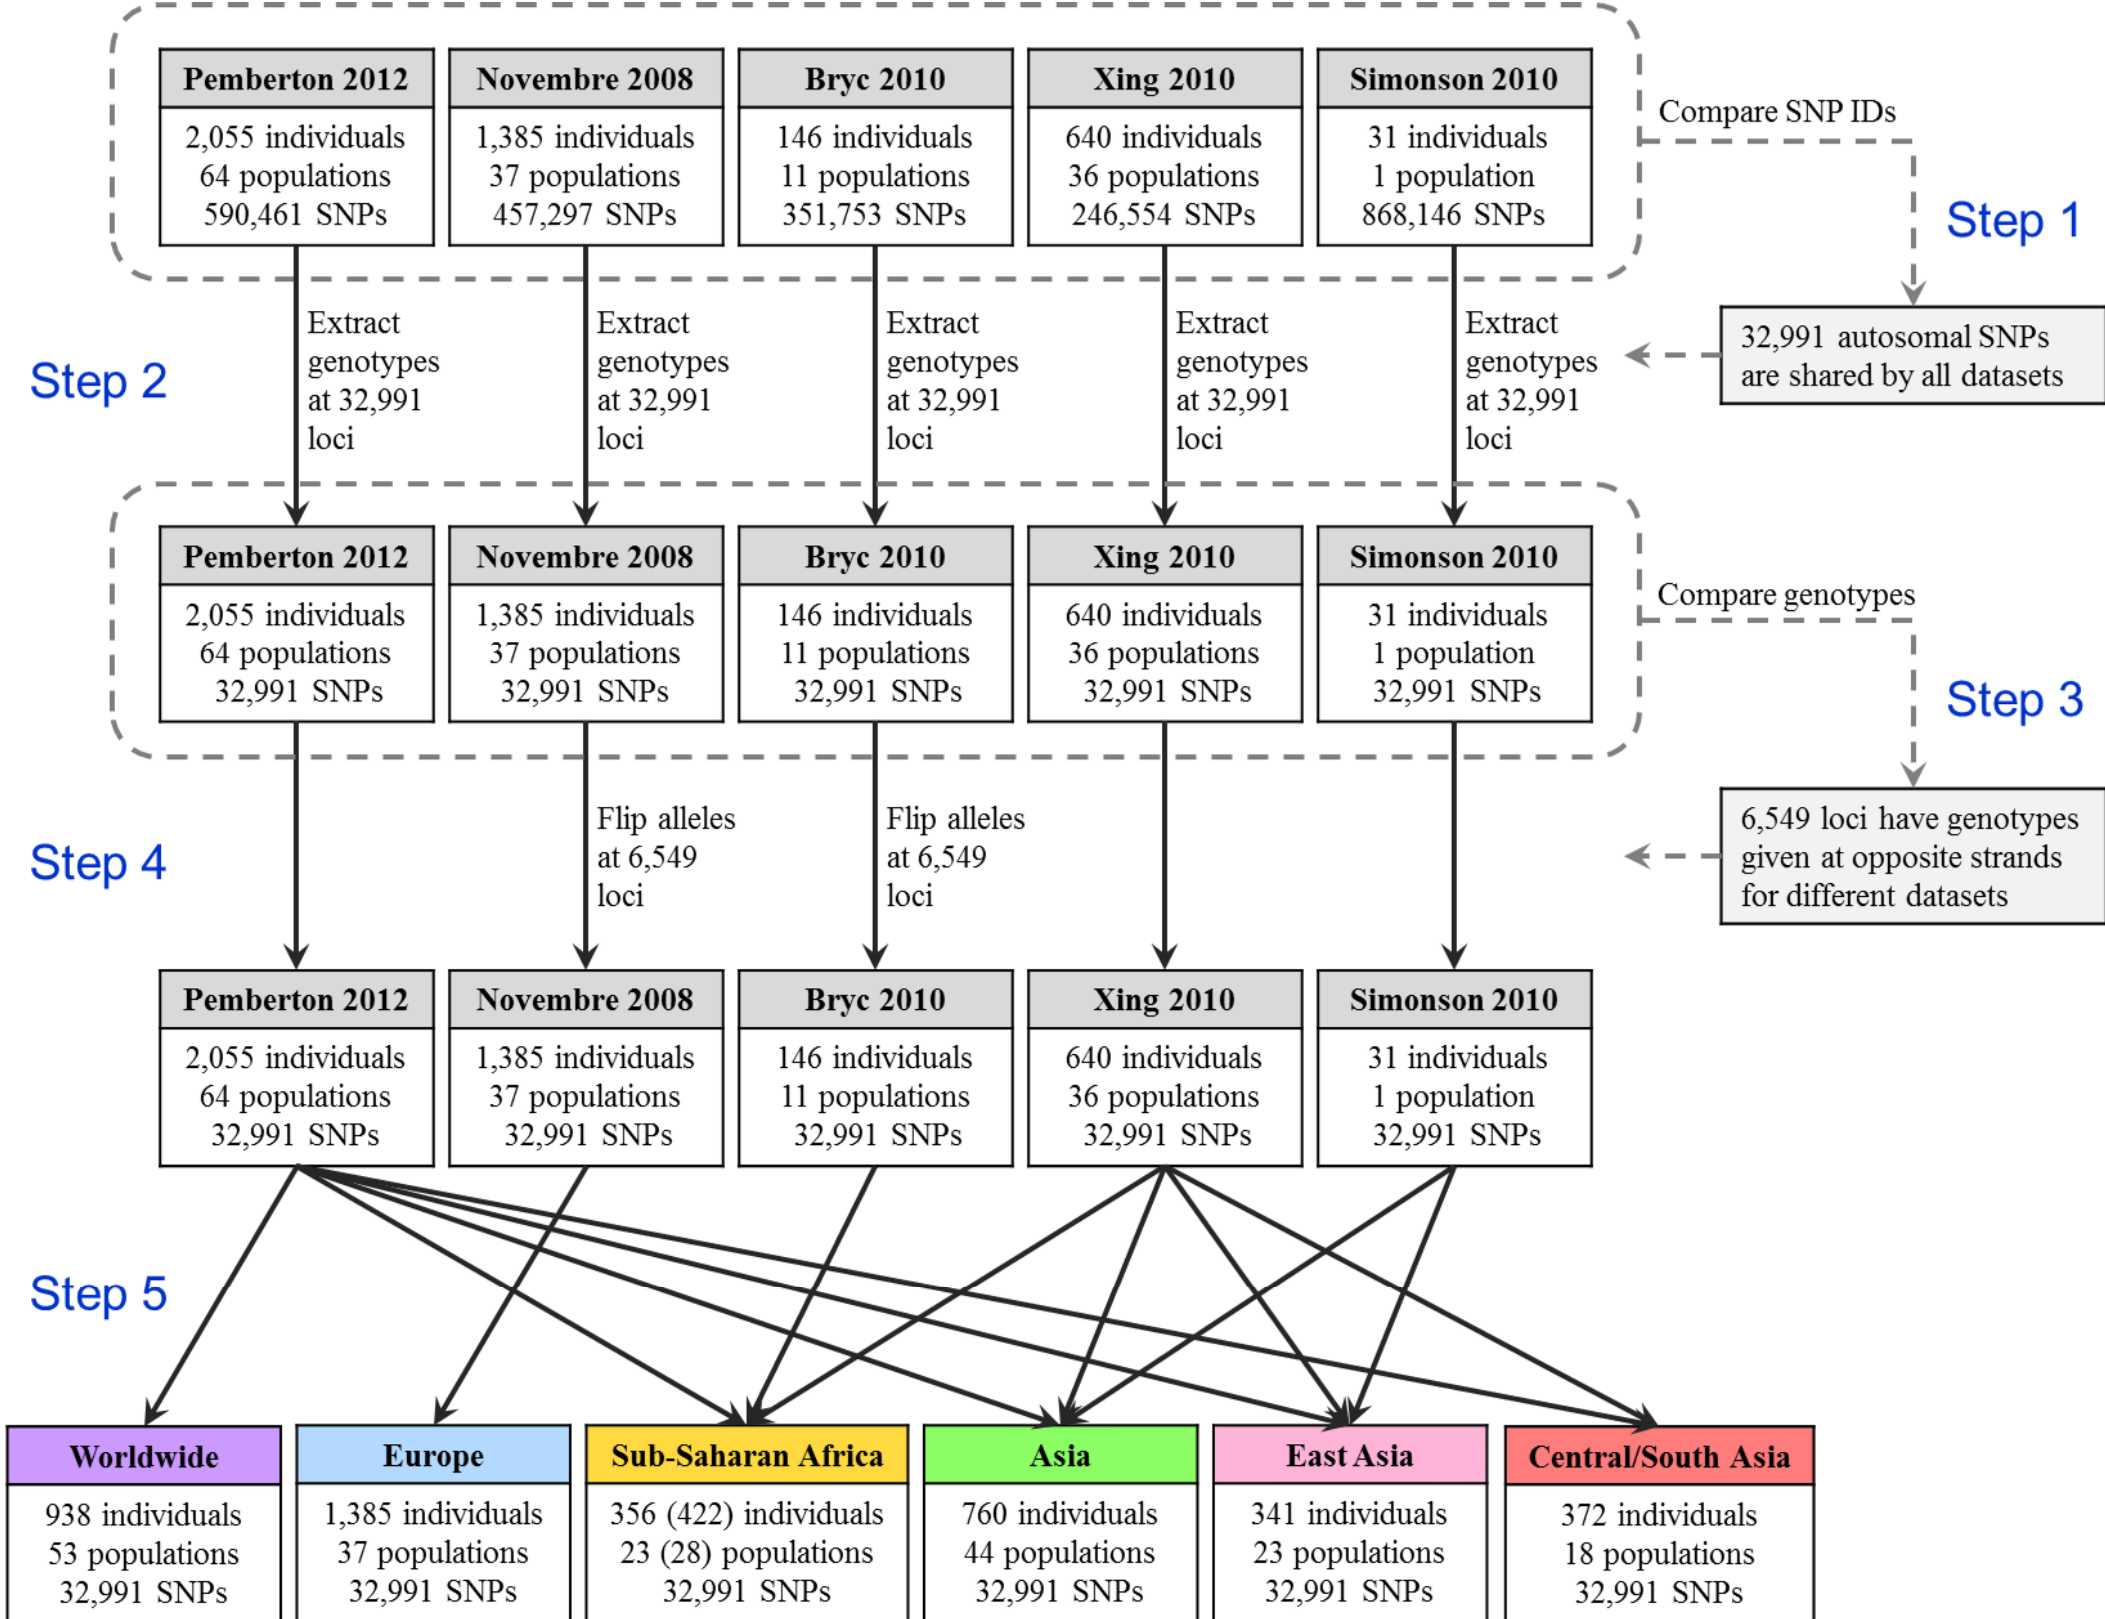 Pemberton 2012
2,055 individuals
64 populations
590,461 SNPs
Novembre 2008
1,385 individuals
37 populations
457,297 SNPs
Bryc 2010
146 individuals
11 populations
351,753 SNPs
Xing 2010
640 individuals
36 populations
246,554 SNPs
Simonson 2010
31 individuals
1 population
868,146 SNPs
Compare SNP IDs
Step 1
32,991 autosomal SNPs
are shared by all datasets
Step 2
Extract
genotypes
at 32,991
loci
Extract
genotypes
at 32,991
loci
Extract
genotypes
at 32,991
loci
Extract
genotypes
at 32,991
loci
Extract
genotypes
at 32,991
loci
Pemberton 2012
2,055 individuals
64 populations
32,991 SNPs
Novembre 2008
1,385 individuals
37 populations
32,991 SNPs
Bryc 2010
146 individuals
11 populations
32,991 SNPs
Xing 2010
640 individuals
36 populations
32,991 SNPs
Simonson 2010
31 individuals
1 population
32,991 SNPs
Compare genotypes
Step 3
6,549 loci have genotypes
given at opposite strands
for different datasets
Step 4
Flip alleles
at 6,549
loci
Flip alleles
at 6,549
loci
Pemberton 2012
2,055 individuals
64 populations
32,991 SNPs
Novembre 2008
1,385 individuals
37 populations
32,991 SNPs
Bryc 2010
146 individuals
11 populations
32,991 SNPs
Xing 2010
640 individuals
36 populations
32,991 SNPs
Simonson 2010
31 individuals
1 population
32,991 SNPs
Step 5
Worldwide
938 individuals
53 populations
32,991 SNPs
Europe
1,385 individuals
37 populations
32,991 SNPs
Sub-Saharan Africa
356 (422) individuals
23 (28) populations
32,991 SNPs
Asia
760 individuals
44 populations
32,991 SNPs
East Asia
341 individuals
23 populations
32,991 SNPs
Central/South Asia
372 individuals
18 populations
32,991 SNPs